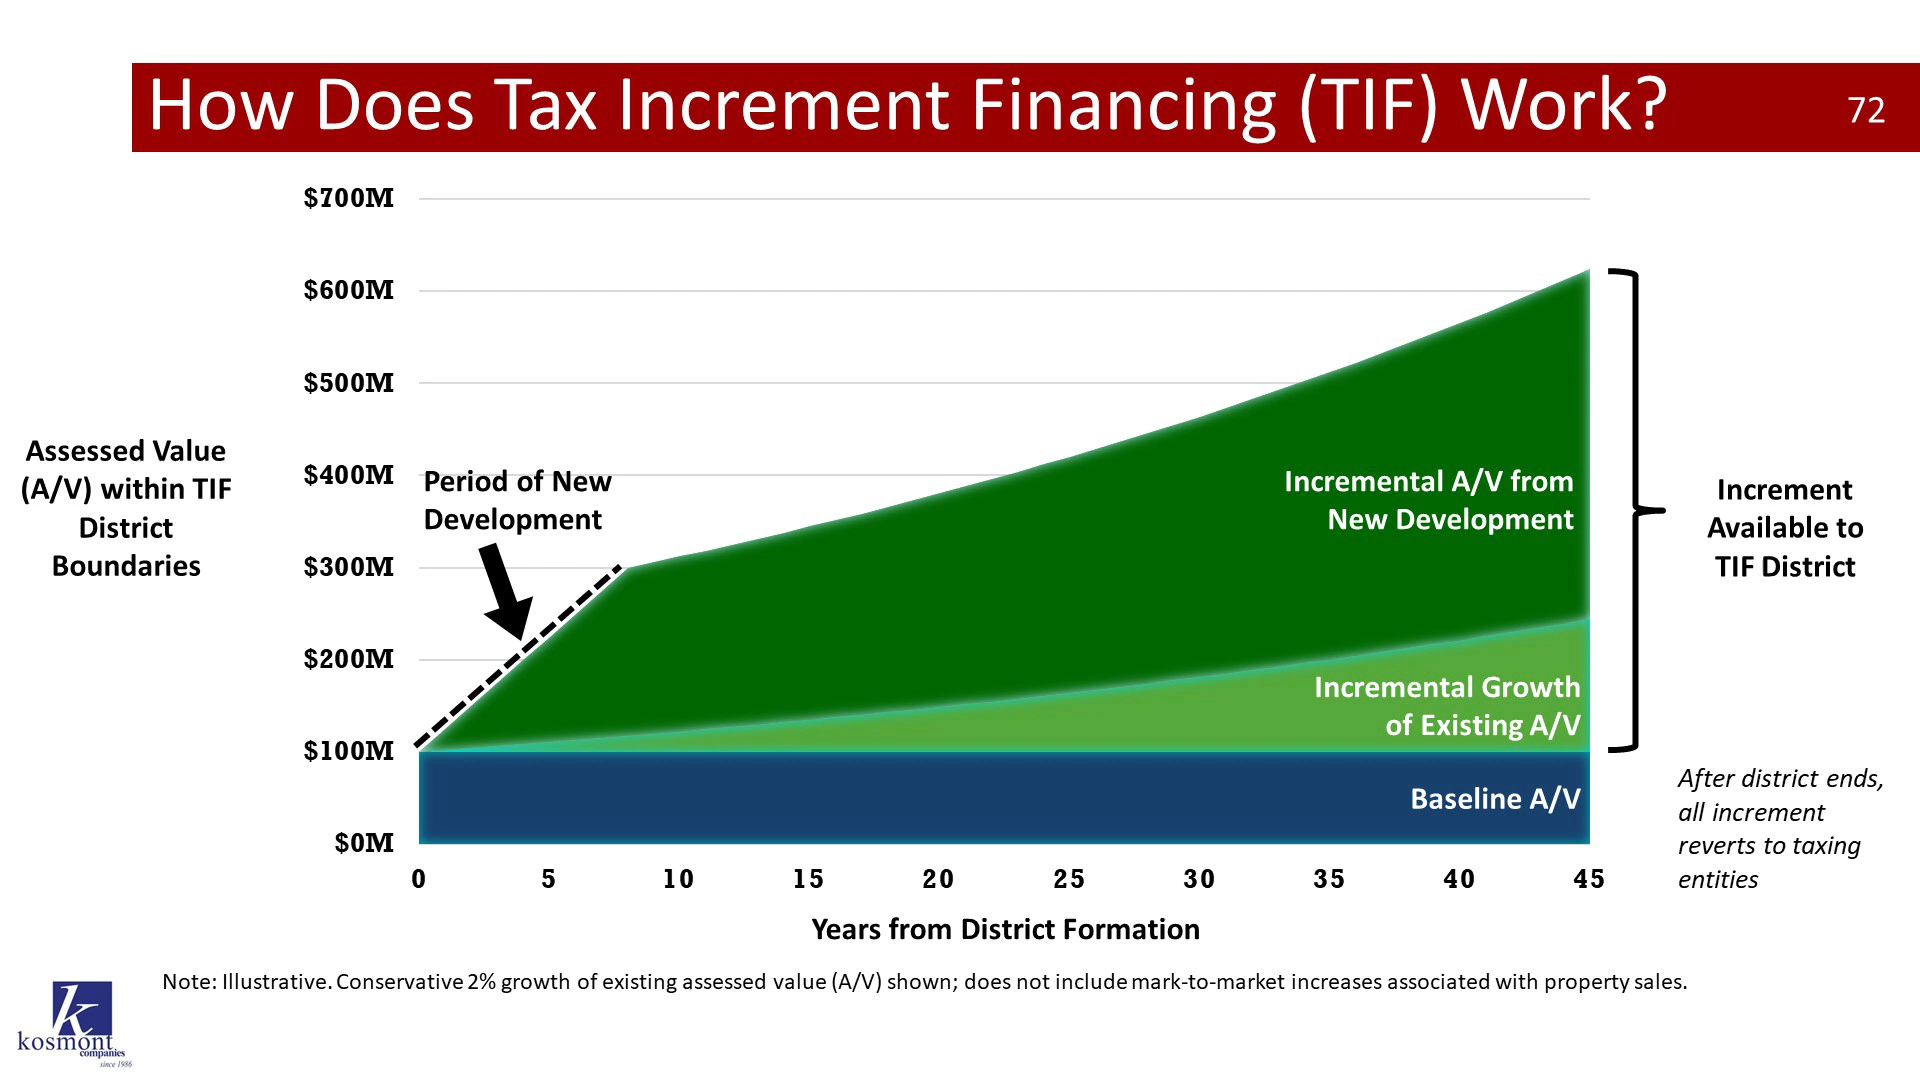 How Does Tax Increment Financing (TIF) Work?
72
$700M
$600M
$500M
$400M
$300M
$200M
$100M
$0M
Assessed Value
(A/V) within TIF
District
Boundaries
Period of New
Development
Incremental A/V from
New Development
Incremental Growth
of Existing A/V
Baseline A/V
Increment
Available to
TIF District
After district ends,
all increment
reverts to taxing
entities
0 5 10 15 20 25 30 35 40 45
Years from District Formation
Note: Illustrative. Conservative 2% growth of existing assessed value (A/V) shown; does not include mark-to-market increases associated with property sales.
k
kosmont
companies
since 1986